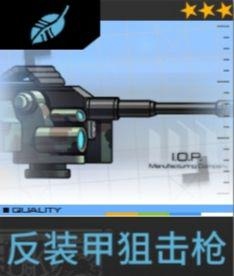 I.O.P.
Manufacturing Company
QUALITY
反装甲狙击枪